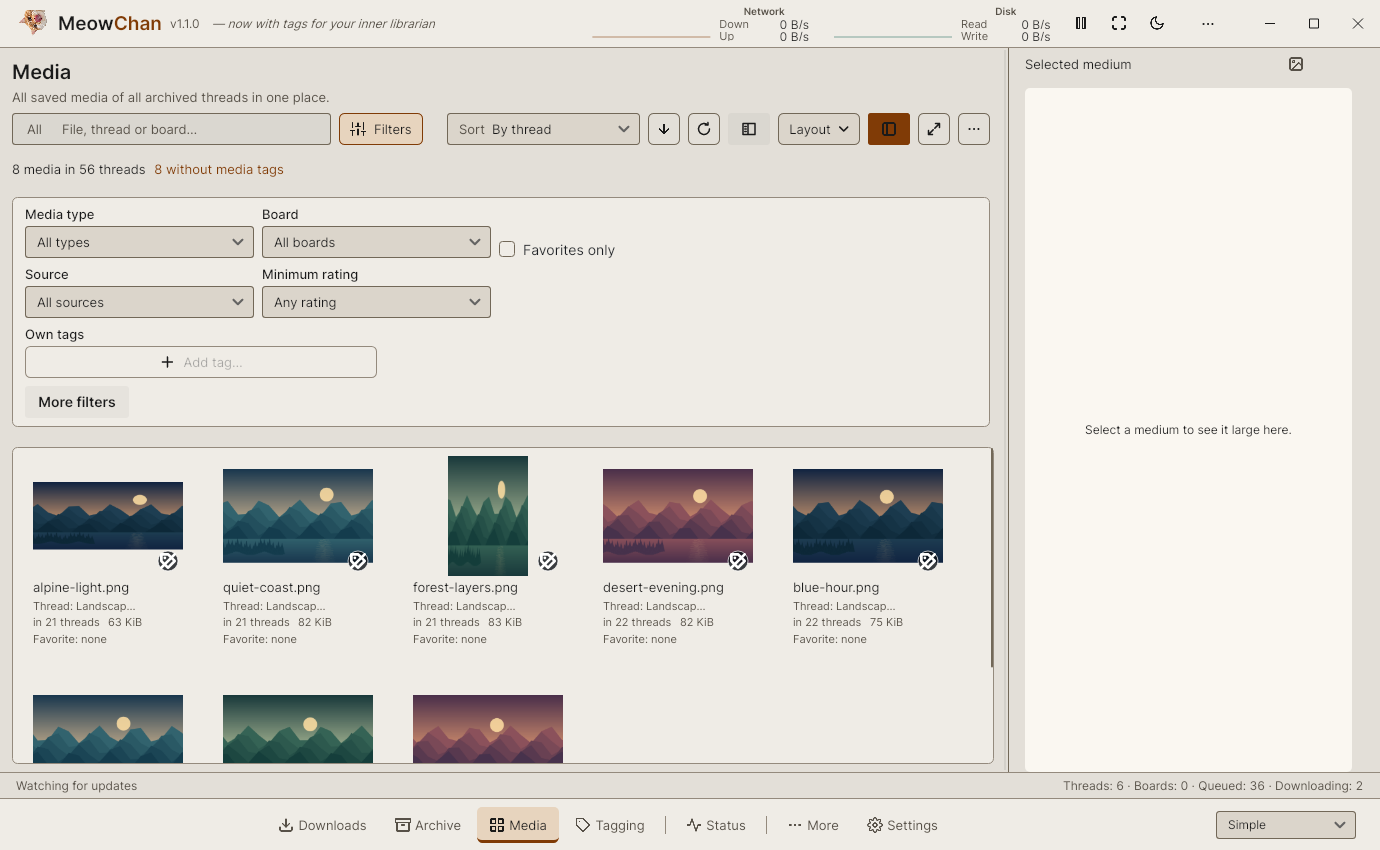 MeowChan v1.1.0 — now with tags for your inner librarian
Network
Down 0 B/s
Up 0 B/s
Disk
Read 0 B/s
Write 0 B/s
Media
All saved media of all archived threads in one place.
All File, thread or board...
Filters
Sort By thread
Layout
8 media in 56 threads 8 without media tags
Media type
All types
Board
All boards
Favorites only
Source
All sources
Minimum rating
Any rating
Own tags
Add tag...
More filters
alpine-light.png
Thread: Landscap...
in 21 threads 63 KiB
Favorite: none
quiet-coast.png
Thread: Landscap...
in 21 threads 82 KiB
Favorite: none
forest-layers.png
Thread: Landscap...
in 21 threads 83 KiB
Favorite: none
desert-evening.png
Thread: Landscap...
in 22 threads 82 KiB
Favorite: none
blue-hour.png
Thread: Landscap...
in 22 threads 75 KiB
Favorite: none
Selected medium
Select a medium to see it large here.
Watching for updates
Threads: 6 · Boards: 0 · Queued: 36 · Downloading: 2
Downloads
Archive
Media
Tagging
Status
More
Settings
Simple